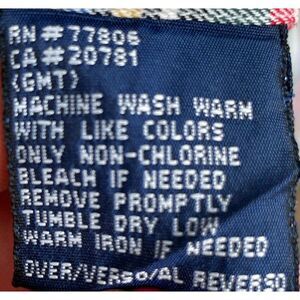 RN#77806
CA#20781
(GMT)
MACHINE WASH WARM
WITH LIKE COLORS
ONLY NON-CHLORINE
BLEACH IF NEEDED
REMOVE PROMPTLY
TUMBLE DRY LOW
WARM IRON IF NEEDED
OVER/VERSO/AL REVERSO